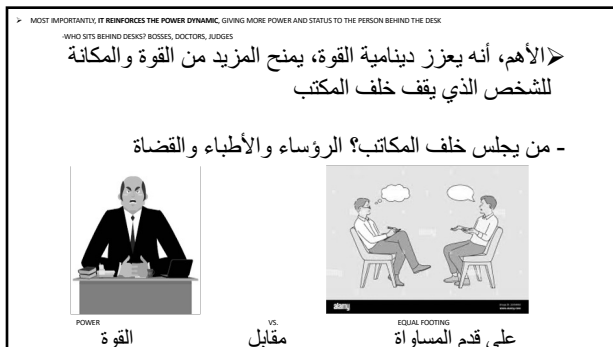 ➢ MOST IMPORTANTLY, IT REINFORCES THE POWER DYNAMIC, GIVING MORE POWER AND STATUS TO THE PERSON BEHIND THE DESK
-WHO SITS BEHIND DESKS? BOSSES, DOCTORS, JUDGES
➢الأهم، أنه يعزز دينامية القوة، يمنح المزيد من القوة والمكانة
للشخص الذي يقف خلف المكتب
- من يجلس خلف المكاتب؟ الرؤساء والأطباء والقضاة
alamy
POWER VS. EQUAL FOOTING
القوة مقابل على قدم المساواة